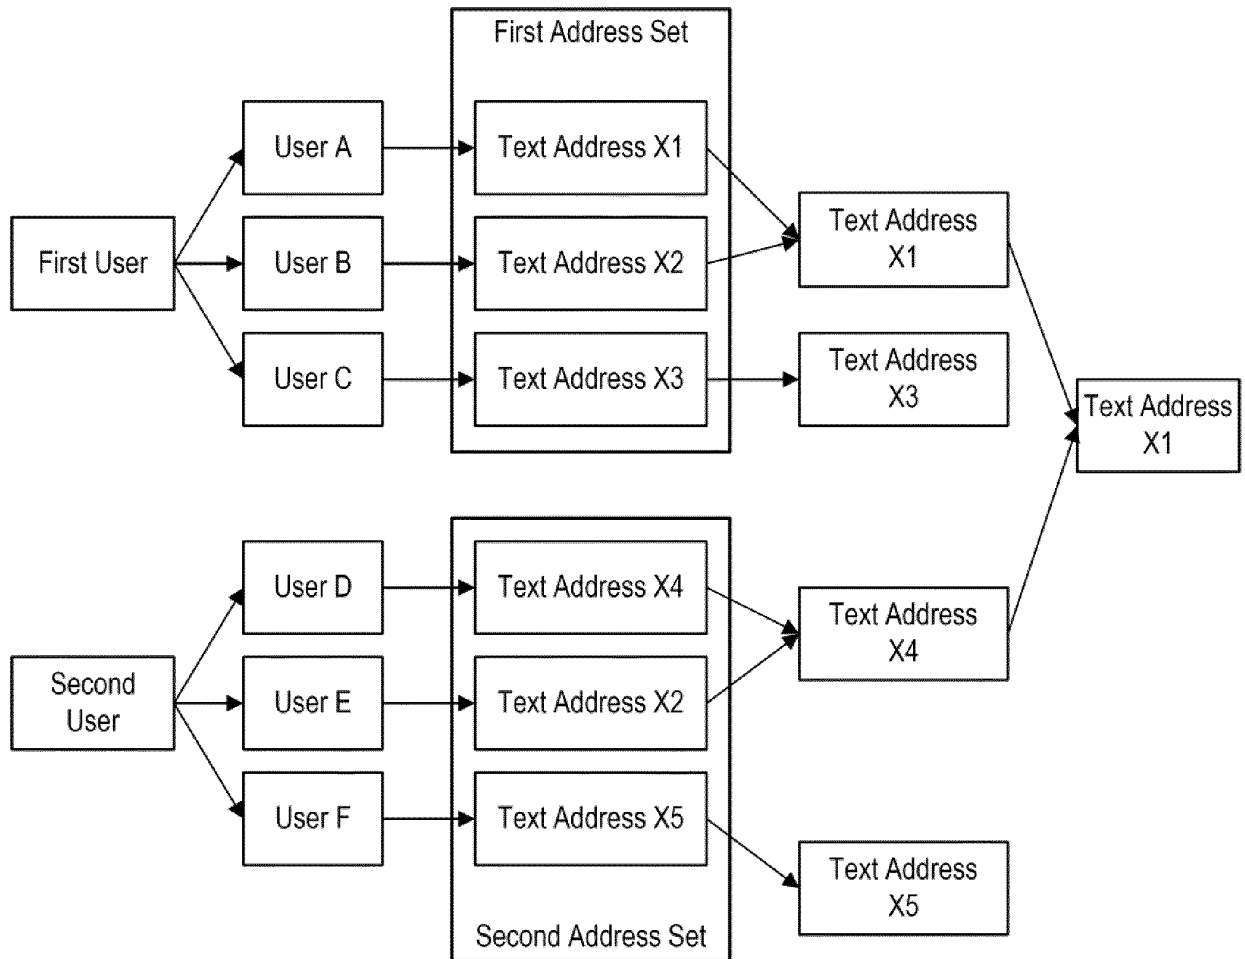 First Address Set
User A
Text Address X1
Text Address
X1
First User
User B
Text Address X2
User C
Text Address X3
Text Address
X3
Text Address
X1
User D
Text Address X4
Text Address
X4
Second
User
User E
Text Address X2
User F
Text Address X5
Text Address
X5
Second Address Set